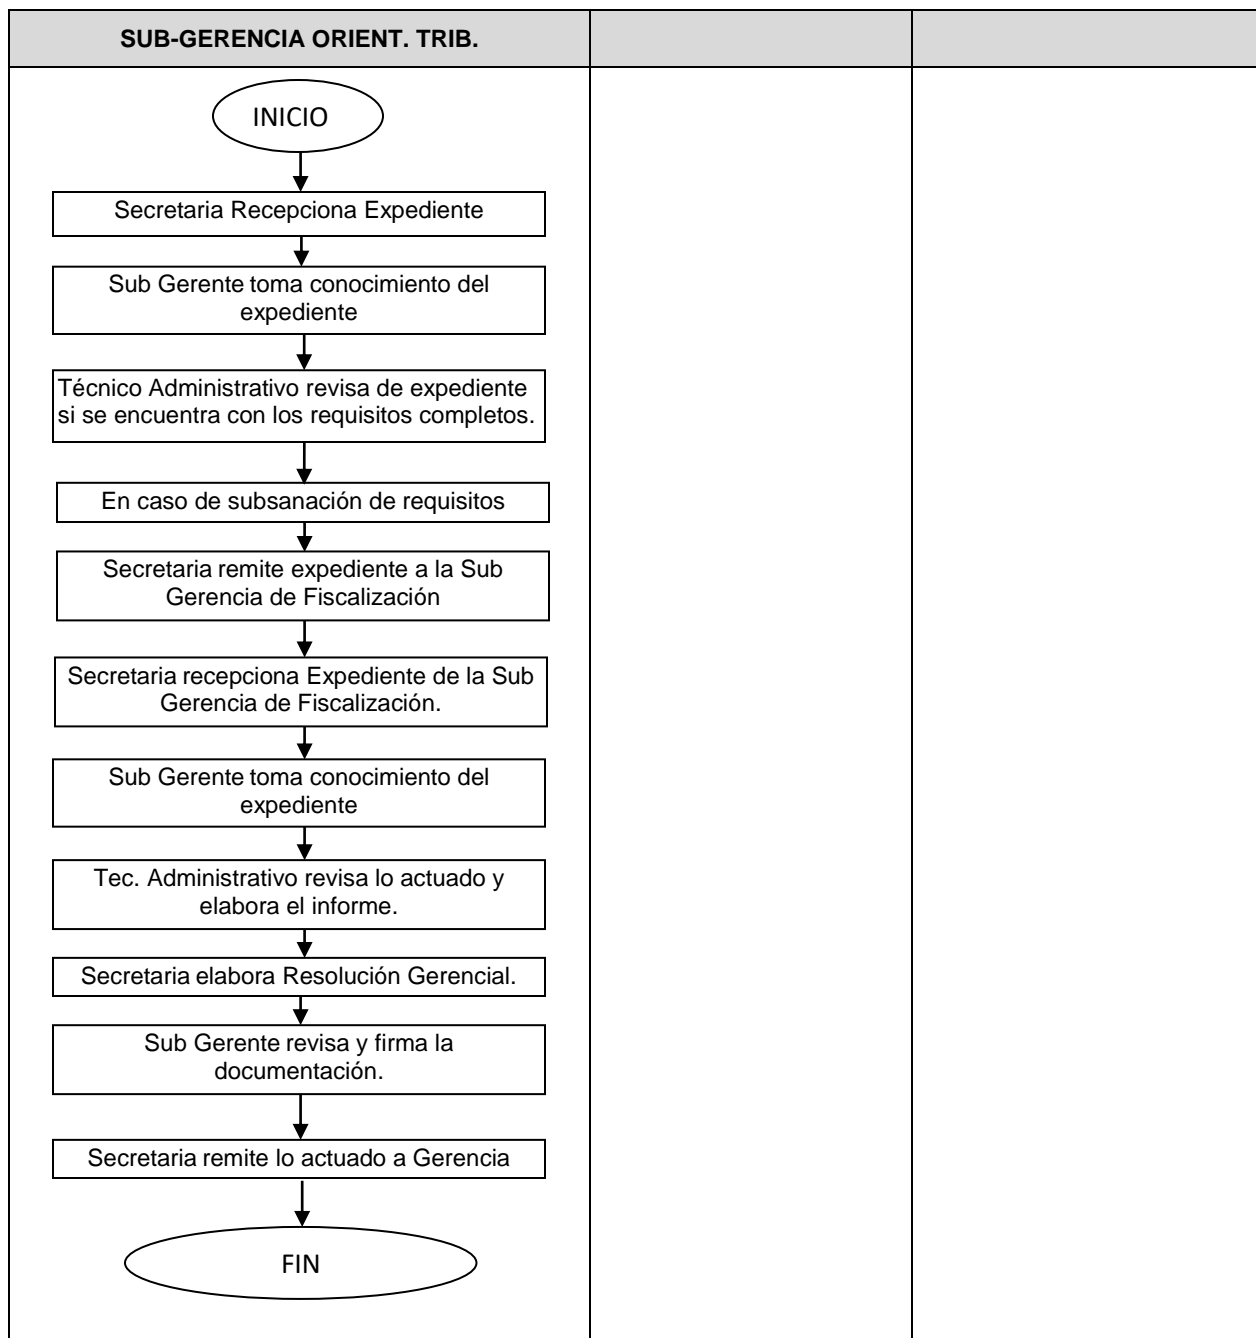 SUB-GERENCIA ORIENT. TRIB.
INICIO
Secretaria Recepciona Expediente
Sub Gerente toma conocimiento del
expediente
Técnico Administrativo revisa de expediente
si se encuentra con los requisitos completos.
En caso de subsanación de requisitos
Secretaria remite expediente a la Sub
Gerencia de Fiscalización
Secretaria recepciona Expediente de la Sub
Gerencia de Fiscalización.
Sub Gerente toma conocimiento del
expediente
Tec. Administrativo revisa lo actuado y
elabora el informe.
Secretaria elabora Resolución Gerencial.
Sub Gerente revisa y firma la
documentación.
Secretaria remite lo actuado a Gerencia
FIN